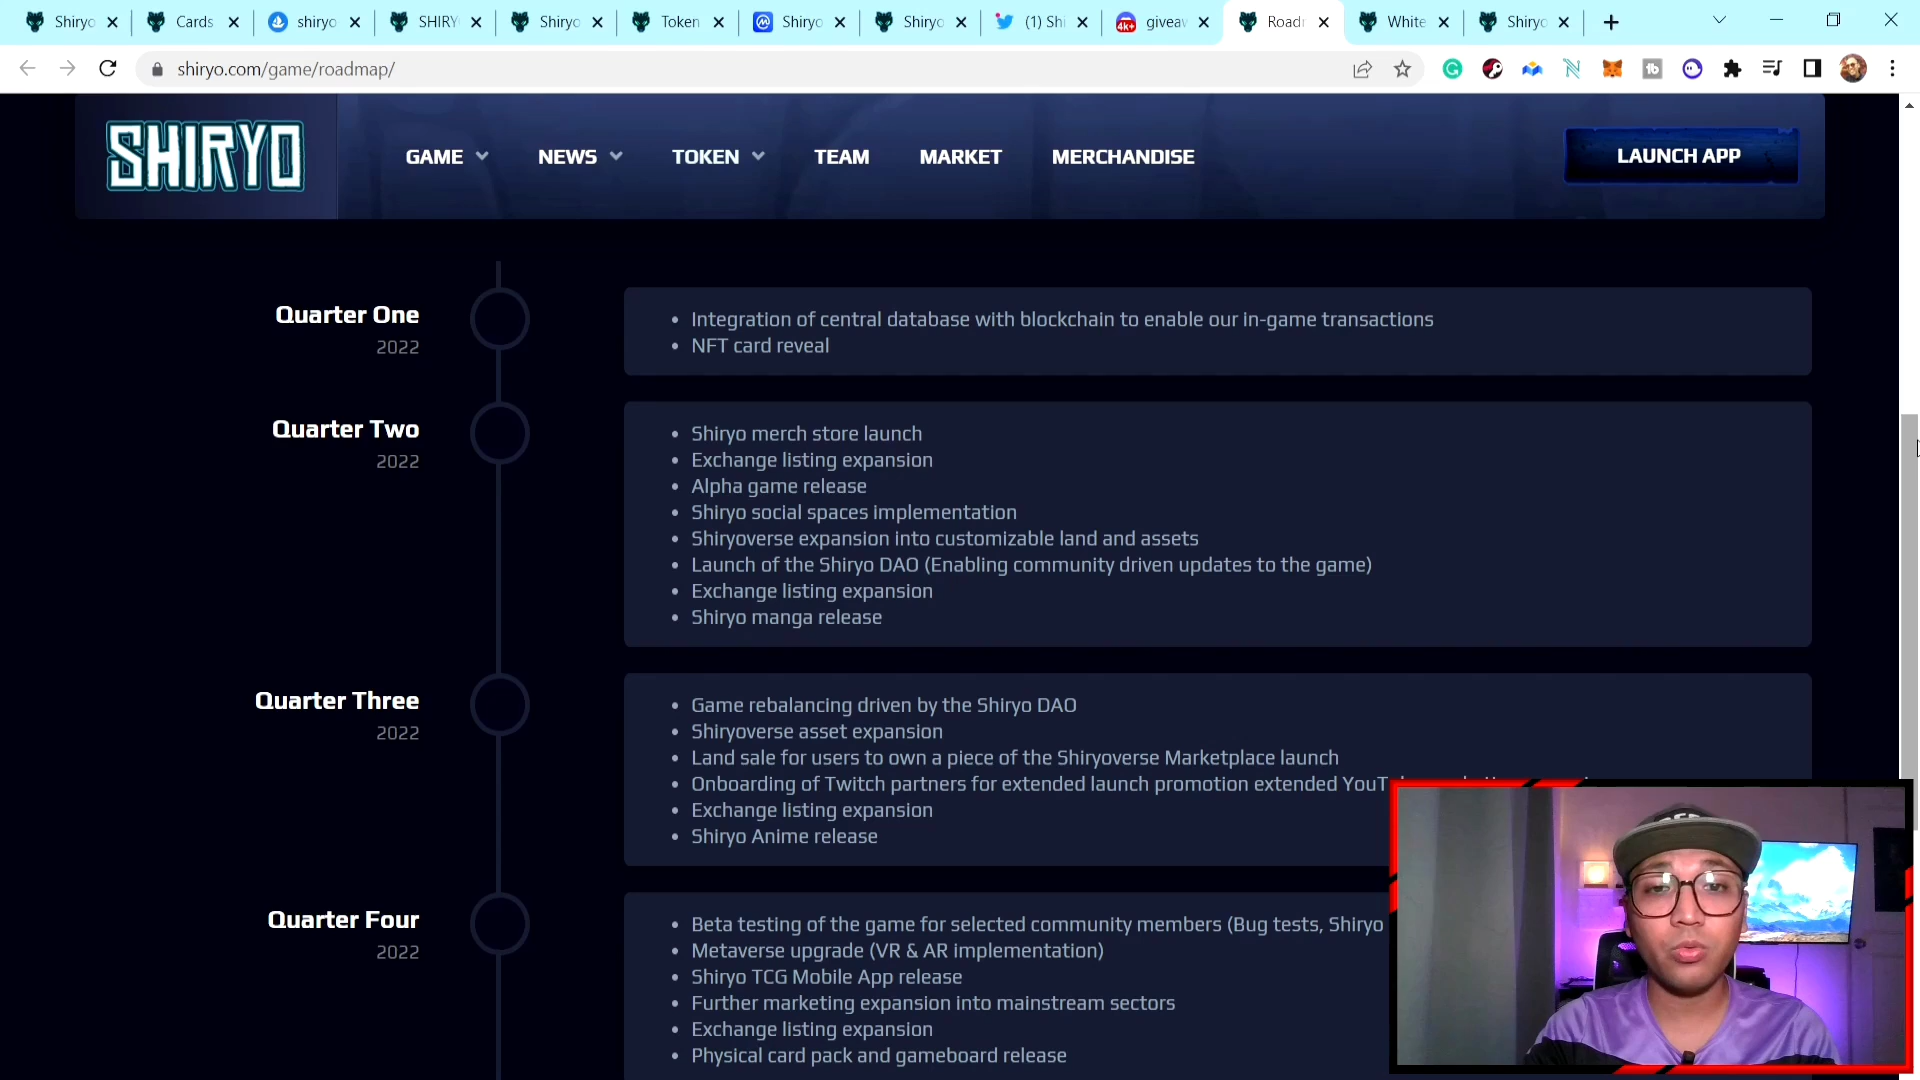 Shiryo
Cards
shiryo
SHIRY
Shiryo
Token
Shiryo
Shiryo
(1) Shi
giveaw
Roadm
White
Shiryo
shiryo.com/game/roadmap/
SHIRYO
GAME
NEWS
TOKEN
TEAM
MARKET
MERCHANDISE
LAUNCH APP
Quarter One
2022
• Integration of central database with blockchain to enable our in-game transactions
• NFT card reveal
Quarter Two
2022
• Shiryo merch store launch
• Exchange listing expansion
• Alpha game release
• Shiryo social spaces implementation
• Shiryoverse expansion into customizable land and assets
• Launch of the Shiryo DAO (Enabling community driven updates to the game)
• Exchange listing expansion
• Shiryo manga release
Quarter Three
2022
• Game rebalancing driven by the Shiryo DAO
• Shiryoverse asset expansion
• Land sale for users to own a piece of the Shiryoverse Marketplace launch
• Onboarding of Twitch partners for extended launch promotion extended
• Exchange listing expansion
• Shiryo Anime release
Quarter Four
2022
• Beta testing of the game for selected community members (Bug tests, Shiryo
• Metaverse upgrade (VR & AR implementation)
• Shiryo TCG Mobile App release
• Further marketing expansion into mainstream sectors
• Exchange listing expansion
• Physical card pack and gameboard release